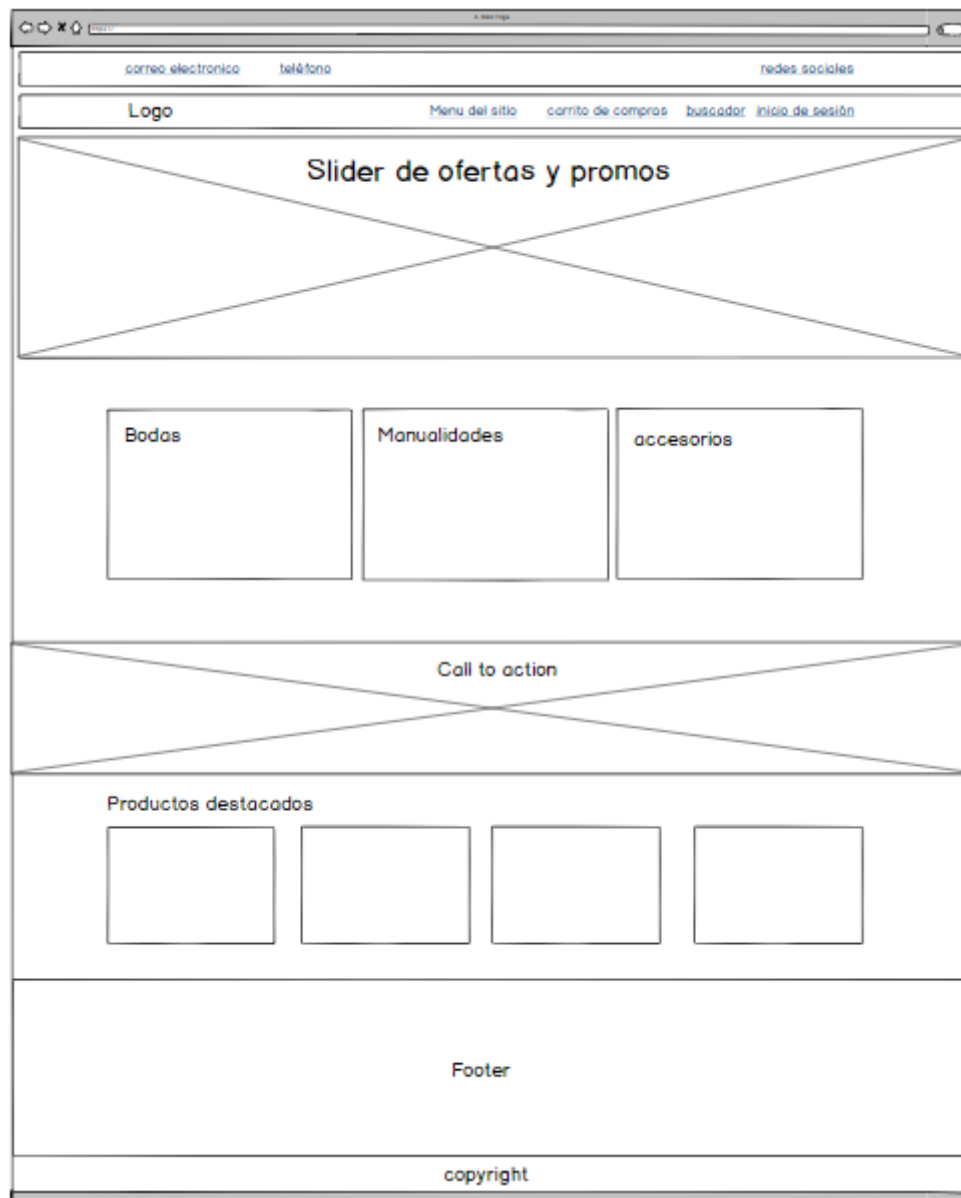 correo electronico teléfono redes sociales
Logo Menu del sitio carrito de compras buscador inicio de sesión
Slider de ofertas y promos
Bodas Manualidades accesorios
Call to action
Productos destacados
Footer
copyright